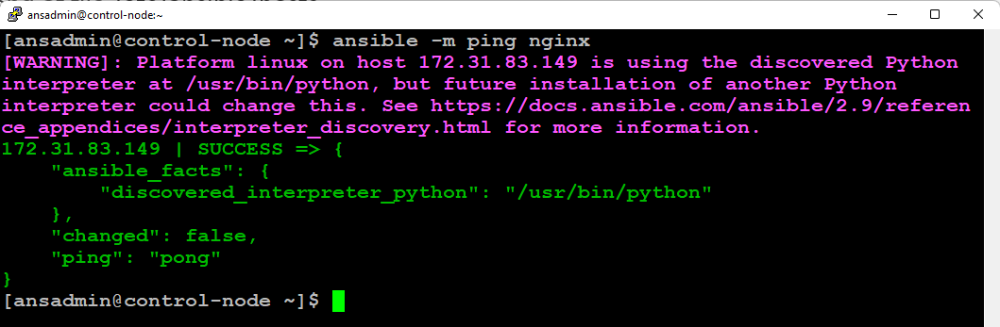 ansadmin@control-node:~
[ansadmin@control-node ~]$ ansible -m ping nginx
[WARNING]: Platform linux on host 172.31.83.149 is using the discovered Python
interpreter at /usr/bin/python, but future installation of another Python
interpreter could change this. See https://docs.ansible.com/ansible/2.9/referen
ce_appendices/interpreter_discovery.html for more information.
172.31.83.149 | SUCCESS => {
    "ansible_facts": {
        "discovered_interpreter_python": "/usr/bin/python"
    },
    "changed": false,
    "ping": "pong"
}
[ansadmin@control-node ~]$